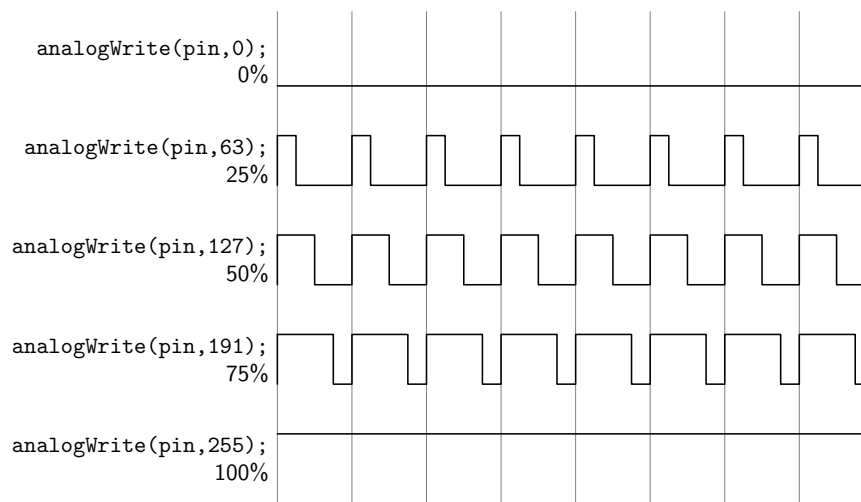 analogWrite(pin,0);
0%
analogWrite(pin,63);
25%
analogWrite(pin,127);
50%
analogWrite(pin,191);
75%
analogWrite(pin,255);
100%